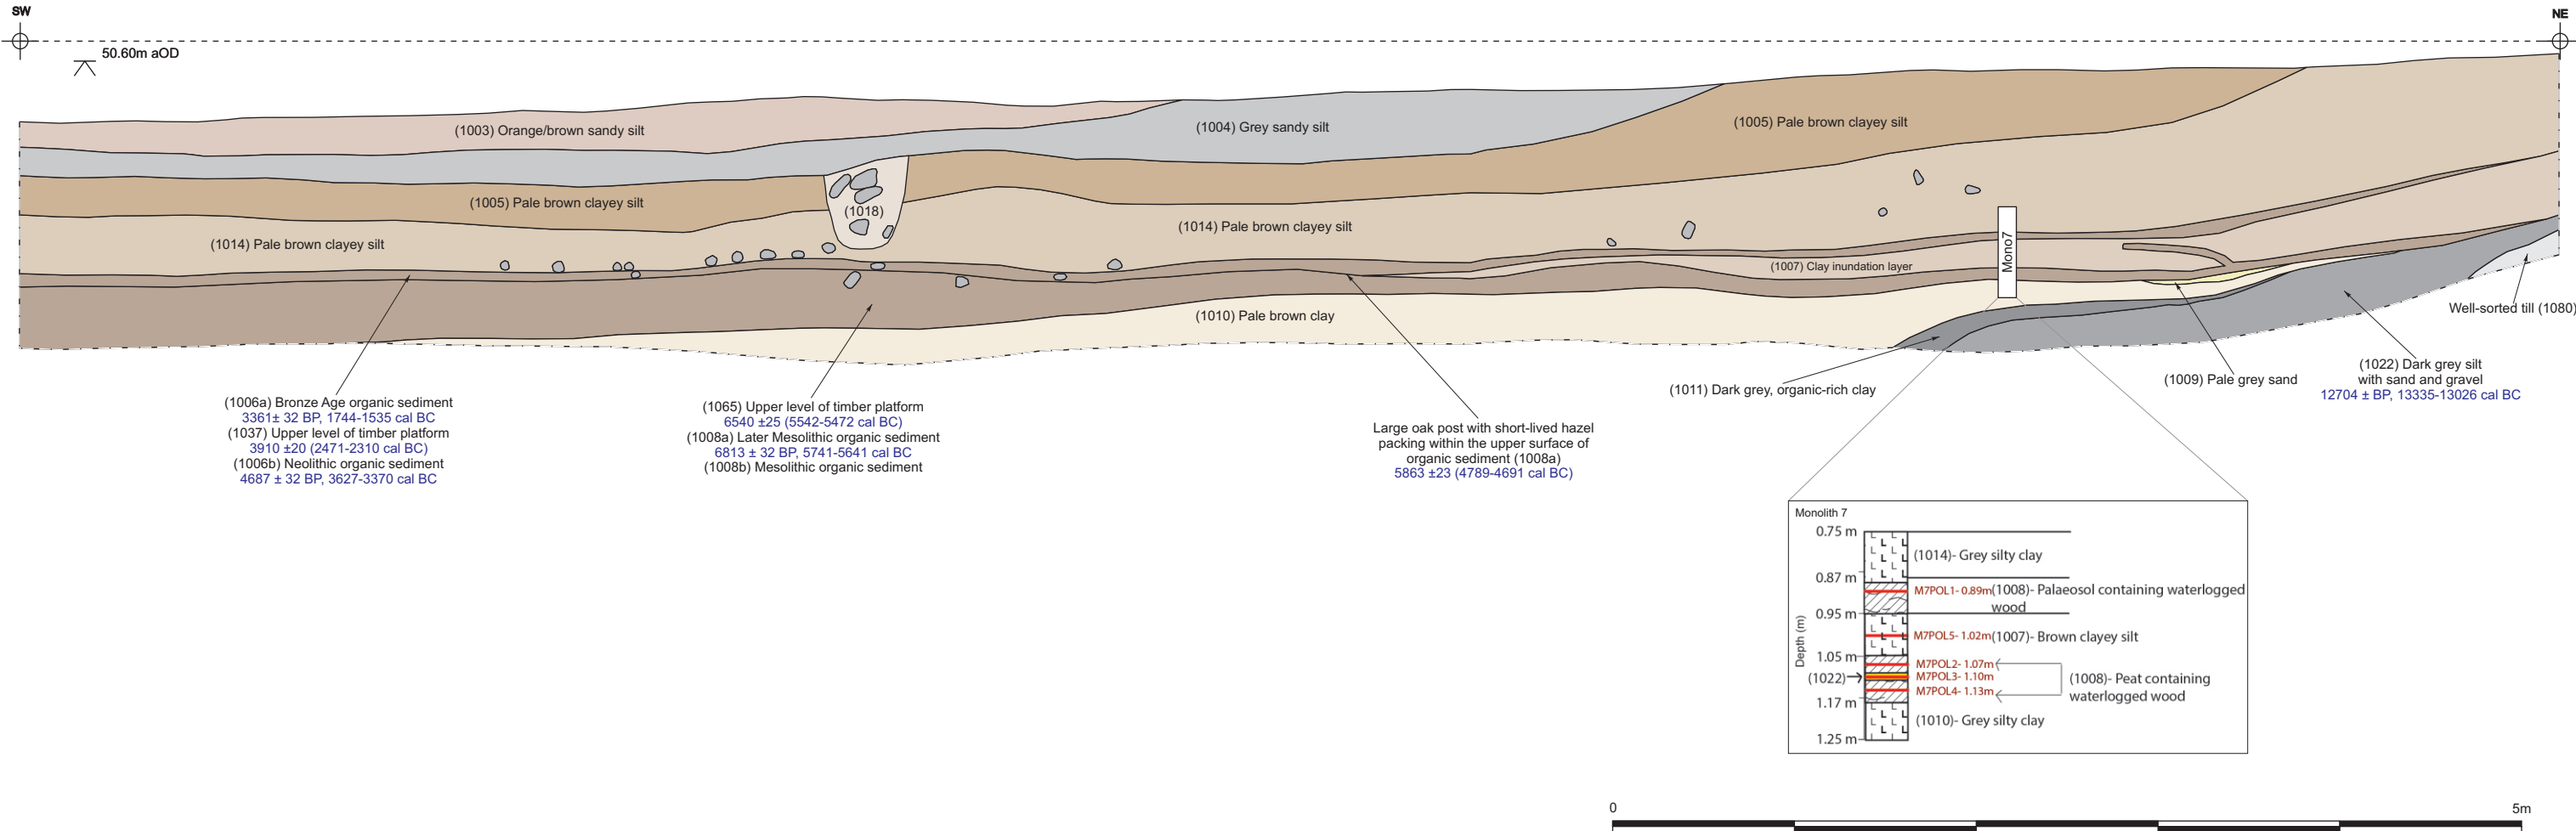 SW
NE
50.60m aOD
(1003) Orange/brown sandy silt
(1004) Grey sandy silt
(1005) Pale brown clayey silt
(1005) Pale brown clayey silt
(1018)
(1014) Pale brown clayey silt
(1014) Pale brown clayey silt
Mono7
(1007) Clay inundation layer
(1010) Pale brown clay
Well-sorted till (1080)
(1006a) Bronze Age organic sediment
3361± 32 BP, 1744-1535 cal BC
(1037) Upper level of timber platform
3910 ±20 (2471-2310 cal BC)
(1006b) Neolithic organic sediment
4687 ± 32 BP, 3627-3370 cal BC
(1065) Upper level of timber platform
6540 ±25 (5542-5472 cal BC)
(1008a) Later Mesolithic organic sediment
6813 ± 32 BP, 5741-5641 cal BC
(1008b) Mesolithic organic sediment
Large oak post with short-lived hazel
packing within the upper surface of
organic sediment (1008a)
5863 ±23 (4789-4691 cal BC)
(1011) Dark grey, organic-rich clay
(1009) Pale grey sand
(1022) Dark grey silt
with sand and gravel
12704 ± BP, 13335-13026 cal BC
Monolith 7
0.75 m
(1014)- Grey silty clay
0.87 m
M7POL1- 0.89m(1008)- Palaeosol containing waterlogged
wood
0.95 m
Depth (m)
M7POL5- 1.02m(1007)- Brown clayey silt
1.05 m
M7POL2- 1.07m
(1022)
M7POL3- 1.10m
(1008)- Peat containing
M7POL4- 1.13m
waterlogged wood
1.17 m
(1010)- Grey silty clay
1.25 m
0
5m